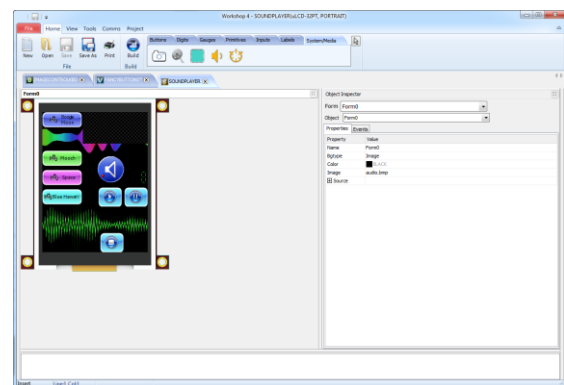 Workshop 4 - SOUNDPLAYER(uLCD-32PT, PORTRAIT)
File Home View Tools Comms Project
Buttons Digits Gauges Primitives Inputs Labels System/Media
New Open Save Save As Print Build
File Build
SOUNDPLAYER
Form0 Object Inspector
Form Form0
Object Form0
Properties Events
Property Value
Name Form0
Bgtype Image
Color BLACK
Image audio.bmp
Source